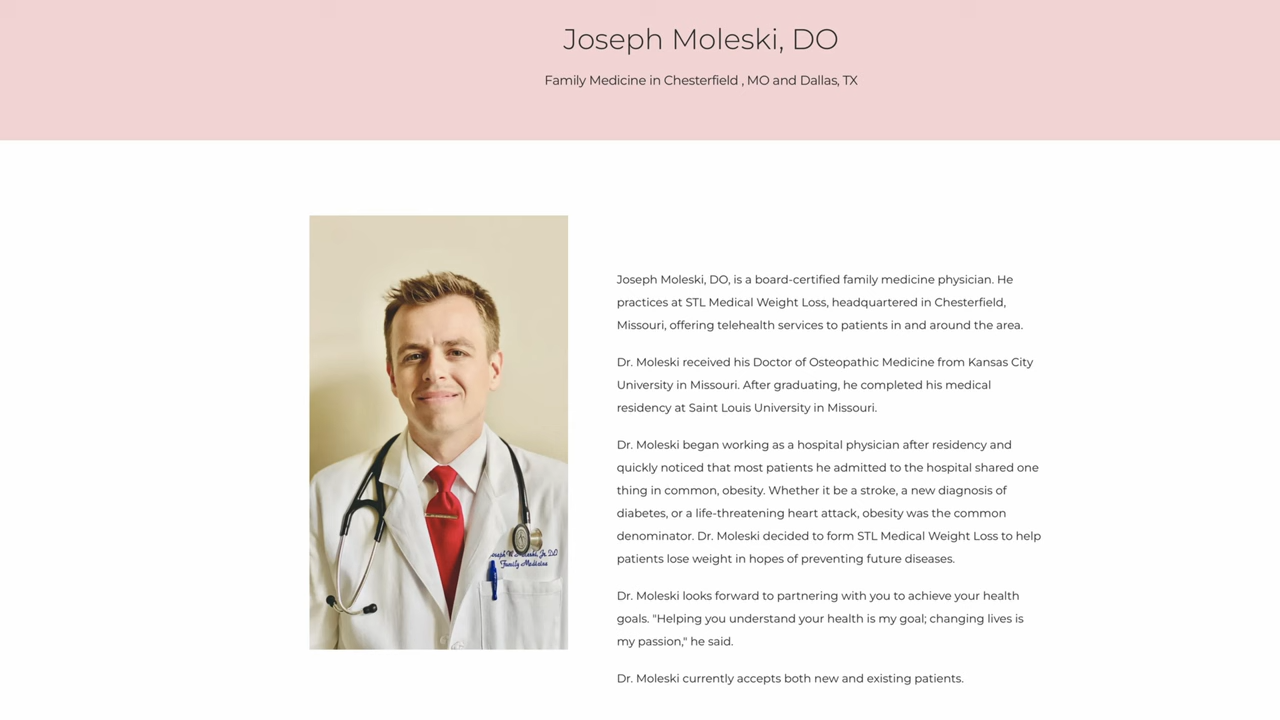 Joseph Moleski, DO
Family Medicine in Chesterfield , MO and Dallas, TX
Joseph Moleski, DO, is a board-certified family medicine physician. He
practices at STL Medical Weight Loss, headquartered in Chesterfield,
Missouri, offering telehealth services to patients in and around the area.
Dr. Moleski received his Doctor of Osteopathic Medicine from Kansas City
University in Missouri. After graduating, he completed his medical
residency at Saint Louis University in Missouri.
Dr. Moleski began working as a hospital physician after residency and
quickly noticed that most patients he admitted to the hospital shared one
thing in common, obesity. Whether it be a stroke, a new diagnosis of
diabetes, or a life-threatening heart attack, obesity was the common
denominator. Dr. Moleski decided to form STL Medical Weight Loss to help
patients lose weight in hopes of preventing future diseases.
Dr. Moleski looks forward to partnering with you to achieve your health
goals. "Helping you understand your health is my goal; changing lives is
my passion," he said.
Dr. Moleski currently accepts both new and existing patients.
Jr. DO
Family Medicine